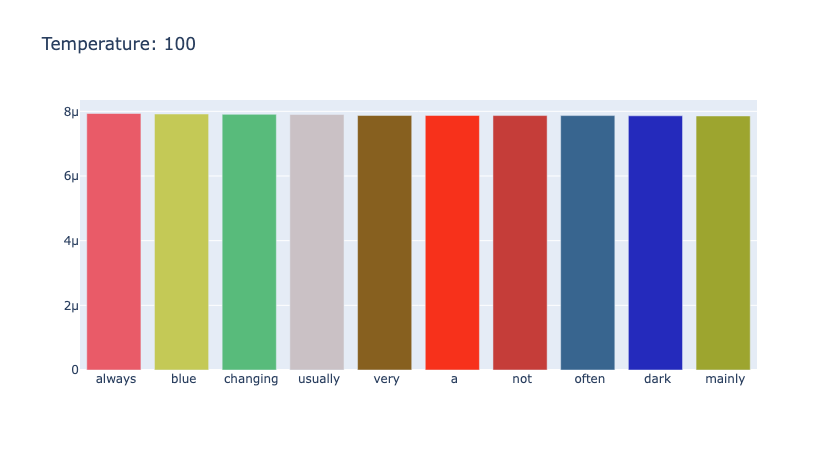 Temperature: 100
8μ
6μ
4μ
2μ
0
always blue changing usually very a not often dark mainly